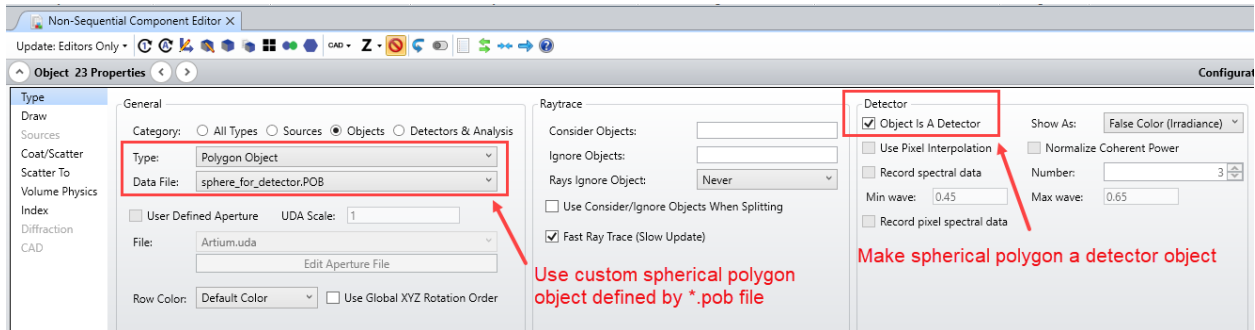 Non-Sequential Component Editor
Update: Editors Only
CAD Z
Object 23 Properties
Configurat
Type
Draw
Sources
Coat/Scatter
Scatter To
Volume Physics
Index
Diffraction
CAD
General
Category: All Types Sources Objects Detectors & Analysis
Type: Polygon Object
Data File: sphere_for_detector.POB
User Defined Aperture UDA Scale: 1
File: Artium.uda
Edit Aperture File
Row Color: Default Color Use Global XYZ Rotation Order
Raytrace
Consider Objects:
Ignore Objects:
Rays Ignore Object: Never
Use Consider/Ignore Objects When Splitting
Fast Ray Trace (Slow Update)
Use custom spherical polygon
object defined by *.pob file
Detector
Object Is A Detector Show As: False Color (Irradiance)
Use Pixel Interpolation Normalize Coherent Power
Record spectral data Number: 3
Min wave: 0.45 Max wave: 0.65
Record pixel spectral data
Make spherical polygon a detector object